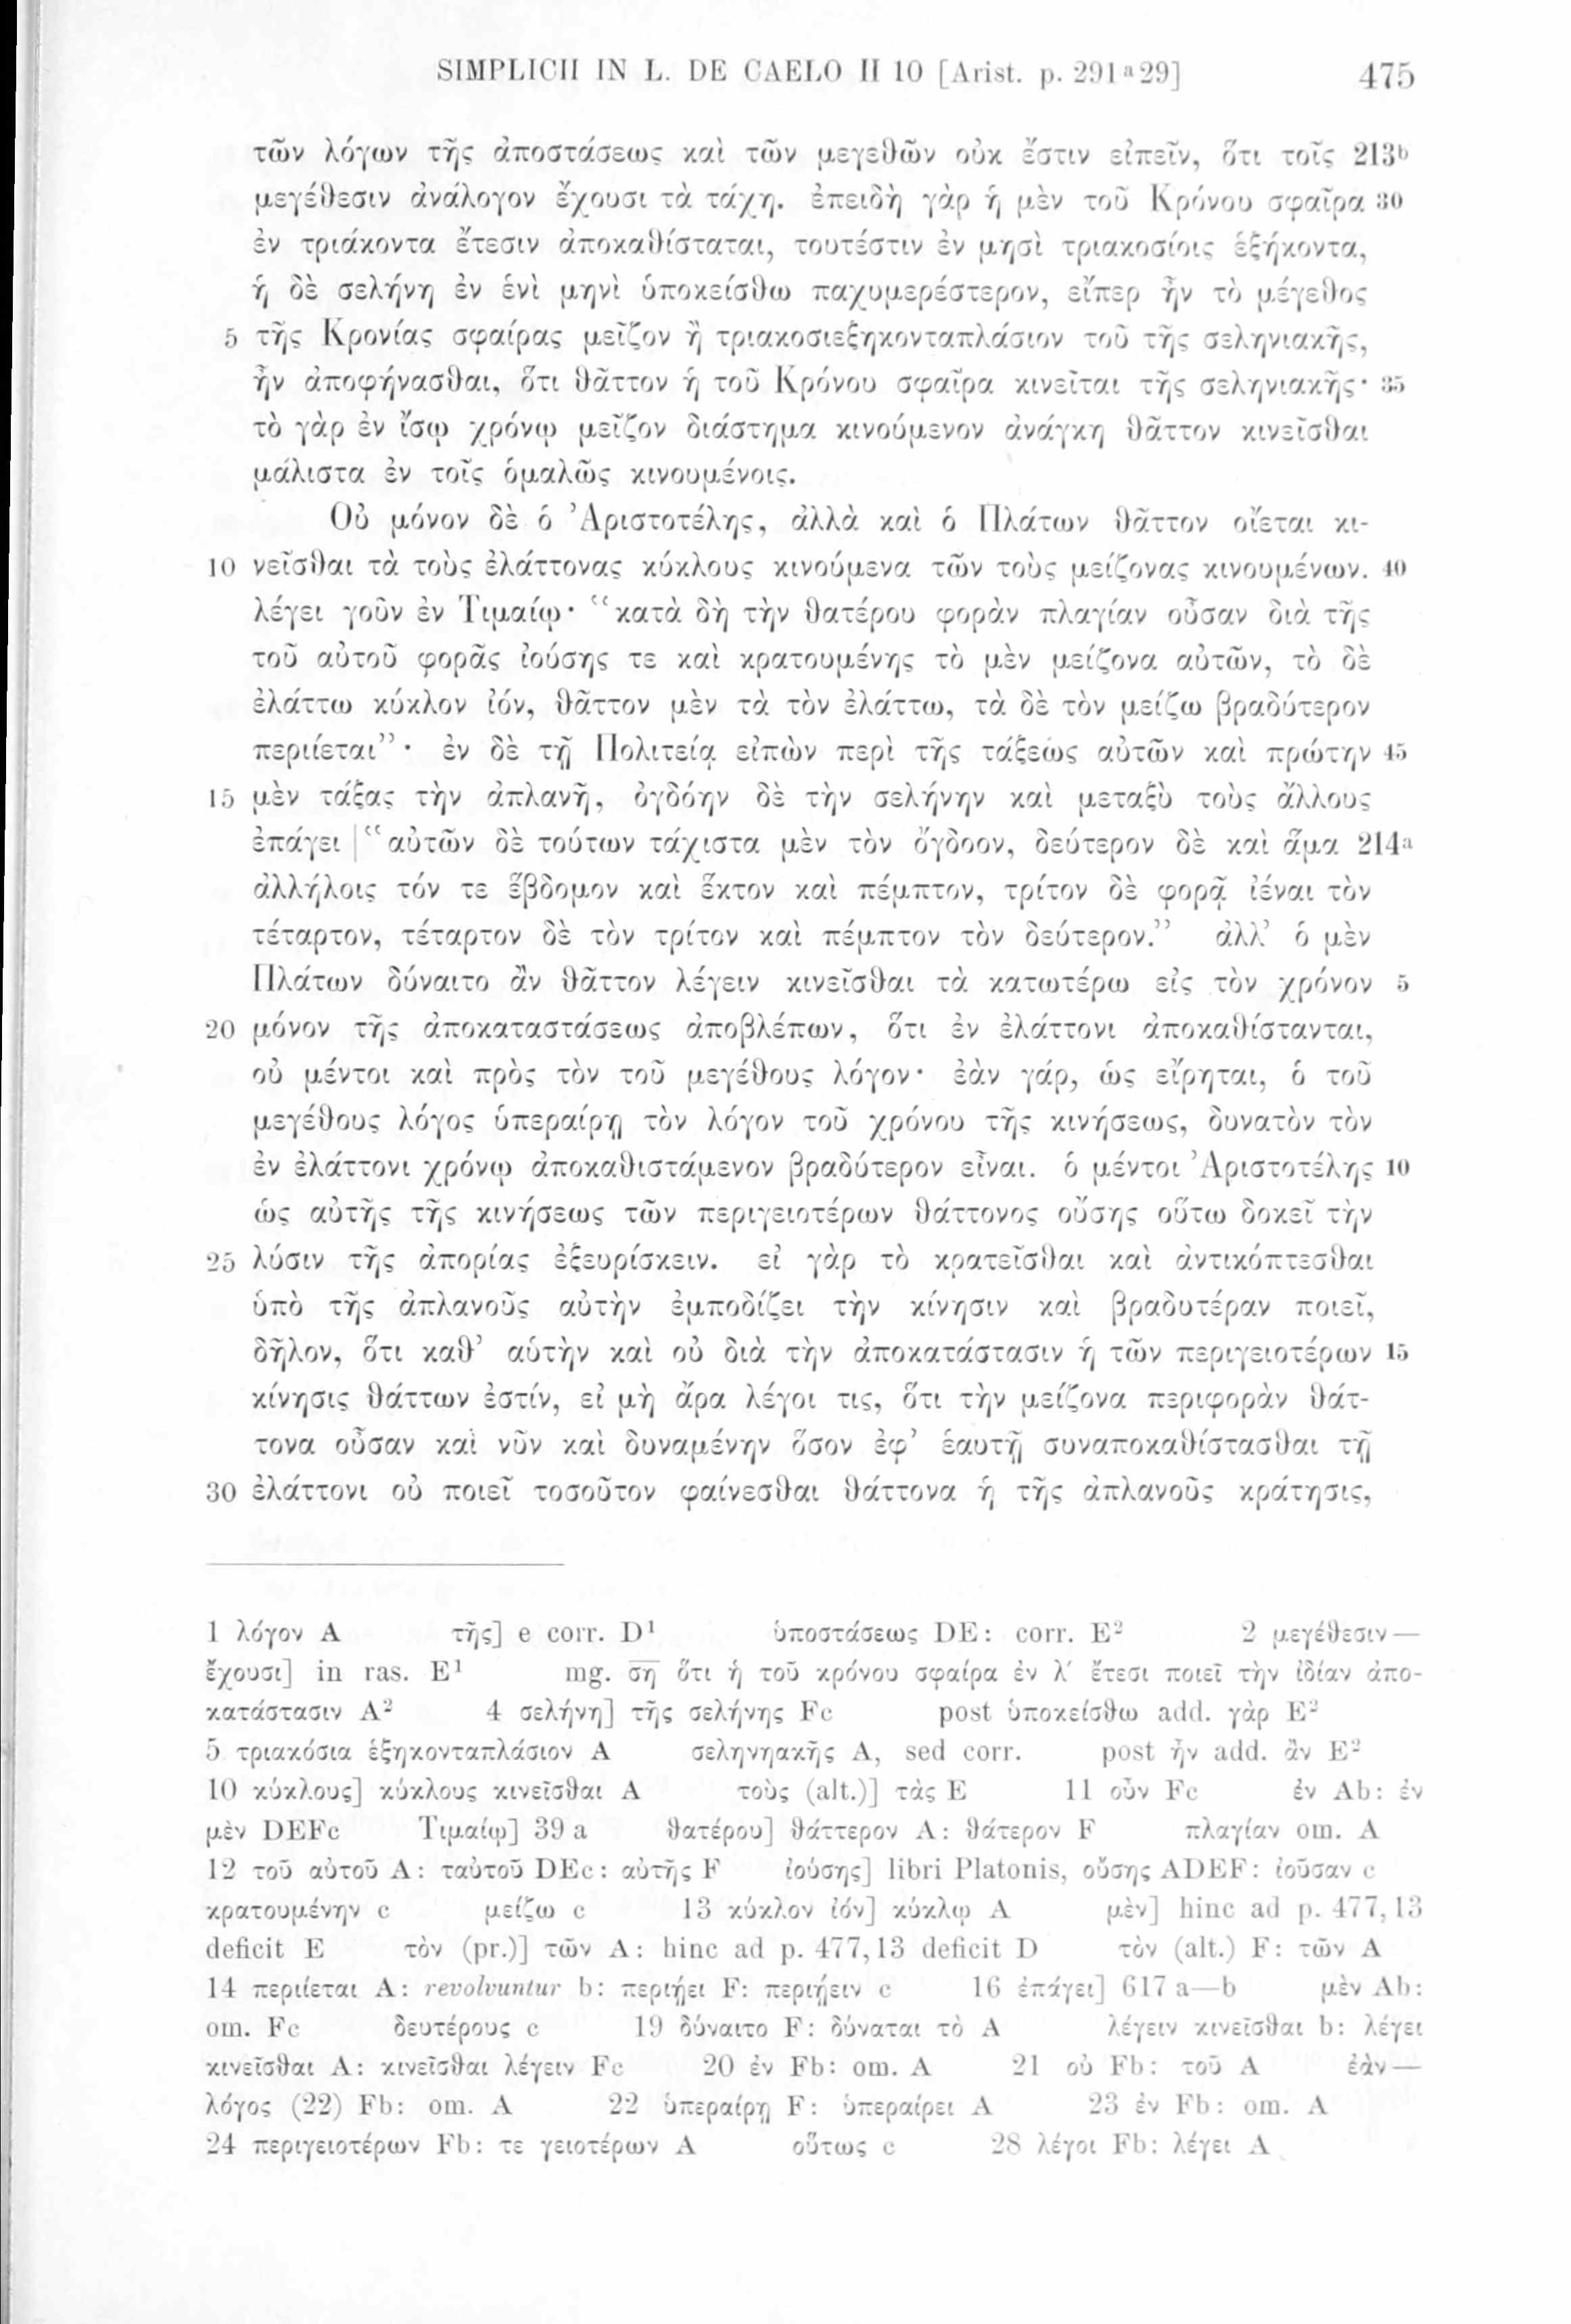 SIMPLICII IN L. DE CAELO II 10 [Arist. p. 291ᵃ29] 475
τῶν λόγων τῆς ἀποστάσεως καὶ τῶν μεγεθῶν οὐκ ἔστιν εἰπεῖν, ὅτι τοῖς 213ᵇ
μεγέθεσιν ἀνάλογον ἔχουσι τὰ τάχη. ἐπειδὴ γὰρ ἡ μὲν τοῦ Κρόνου σφαῖρα 30
ἐν τριάκοντα ἔτεσιν ἀποκαθίσταται, τουτέστιν ἐν μησὶ τριακοσίοις ἑξήκοντα,
ἡ δὲ σελήνη ἐν ἑνὶ μηνὶ ὑποκείσθω παχυμερέστερον, εἴπερ ἦν τὸ μέγεθος
5 τῆς Κρονίας σφαίρας μεῖζον ἢ τριακοσιεξηκονταπλάσιον τοῦ τῆς σεληνιακῆς,
ἦν ἀποφήνασθαι, ὅτι θᾶττον ἡ τοῦ Κρόνου σφαῖρα κινεῖται τῆς σεληνιακῆς· 35
τὸ γὰρ ἐν ἴσῳ χρόνῳ μεῖζον διάστημα κινούμενον ἀνάγκη θᾶττον κινεῖσθαι
μάλιστα ἐν τοῖς ὁμαλῶς κινουμένοις.
Οὐ μόνον δὲ ὁ Ἀριστοτέλης, ἀλλὰ καὶ ὁ Πλάτων θᾶττον οἴεται κι-
10 νεῖσθαι τὰ τοὺς ἐλάττονας κύκλους κινούμενα τῶν τοὺς μείζονας κινουμένων. 40
λέγει γοῦν ἐν Τιμαίῳ· “κατὰ δὴ τὴν θατέρου φορὰν πλαγίαν οὖσαν διὰ τῆς
τοῦ αὐτοῦ φορᾶς ἰούσης τε καὶ κρατουμένης τὸ μὲν μείζονα αὐτῶν, τὸ δὲ
ἐλάττω κύκλον ἰόν, θᾶττον μὲν τὰ τὸν ἐλάττω, τὰ δὲ τὸν μείζω βραδύτερον
περιίεται”· ἐν δὲ τῇ Πολιτείᾳ εἰπὼν περὶ τῆς τάξεως αὐτῶν καὶ πρώτην 45
15 μὲν τάξας τὴν ἀπλανῆ, ὀγδόην δὲ τὴν σελήνην καὶ μεταξὺ τοὺς ἄλλους
ἐπάγει | “αὐτῶν δὲ τούτων τάχιστα μὲν τὸν ὄγδοον, δεύτερον δὲ καὶ ἅμα 214ᵃ
ἀλλήλοις τόν τε ἕβδομον καὶ ἕκτον καὶ πέμπτον, τρίτον δὲ φορᾷ ἰέναι τὸν
τέταρτον, τέταρτον δὲ τὸν τρίτον καὶ πέμπτον τὸν δεύτερον.” ἀλλ’ ὁ μὲν
Πλάτων δύναιτο ἂν θᾶττον λέγειν κινεῖσθαι τὰ κατωτέρω εἰς τὸν χρόνον 5
20 μόνον τῆς ἀποκαταστάσεως ἀποβλέπων, ὅτι ἐν ἐλάττονι ἀποκαθίστανται,
οὐ μέντοι καὶ πρὸς τὸν τοῦ μεγέθους λόγον· ἐὰν γάρ, ὡς εἴρηται, ὁ τοῦ
μεγέθους λόγος ὑπεραίρῃ τὸν λόγον τοῦ χρόνου τῆς κινήσεως, δυνατὸν τὸν
ἐν ἐλάττονι χρόνῳ ἀποκαθιστάμενον βραδύτερον εἶναι. ὁ μέντοι Ἀριστοτέλης 10
ὡς αὐτῆς τῆς κινήσεως τῶν περιγειοτέρων θάττονος οὔσης οὕτω δοκεῖ τὴν
25 λύσιν τῆς ἀπορίας ἐξευρίσκειν. εἰ γὰρ τὸ κρατεῖσθαι καὶ ἀντικόπτεσθαι
ὑπὸ τῆς ἀπλανοῦς αὐτὴν ἐμποδίζει τὴν κίνησιν καὶ βραδυτέραν ποιεῖ,
δῆλον, ὅτι καθ’ αὑτὴν καὶ οὐ διὰ τὴν ἀποκατάστασιν ἡ τῶν περιγειοτέρων 15
κίνησις θάττων ἐστίν, εἰ μὴ ἄρα λέγοι τις, ὅτι τὴν μείζονα περιφορὰν θάτ-
τονα οὖσαν καὶ νῦν καὶ δυναμένην ὅσον ἐφ’ ἑαυτῇ συναποκαθίστασθαι τῇ
30 ἐλάττονι οὐ ποιεῖ τοσοῦτον φαίνεσθαι θάττονα ἡ τῆς ἀπλανοῦς κράτησις,
1 λόγον A τῆς] e corr. D¹ ὑποστάσεως DE: corr. E² 2 μεγέθεσιν—
ἔχουσι] in ras. E¹ mg. ση ὅτι ἡ τοῦ κρόνου σφαίρα ἐν λ′ ἔτεσι ποιεῖ τὴν ἰδίαν ἀπο-
κατάστασιν A² 4 σελήνη] τῆς σελήνης Fc post ὑποκείσθω add. γὰρ E²
5 τριακόσια ἑξηκονταπλάσιον A σεληνηακῆς A, sed corr. post ἦν add. ἂν E²
10 κύκλους] κύκλους κινεῖσθαι A τοὺς (alt.)] τὰς E 11 οὖν Fc ἐν Ab: ἐν
μὲν DEFc Τιμαίῳ] 39 a θατέρου] θάττερον A: θάτερον F πλαγίαν om. A
12 τοῦ αὐτοῦ A: ταὐτοῦ DEc: αὐτῆς F ἰούσης] libri Platonis, οὔσης ADEF: ἰοῦσαν c
κρατουμένην c μείζω c 13 κύκλον ἰόν] κύκλῳ A μὲν] hinc ad p. 477,13
deficit E τὸν (pr.)] τῶν A: hinc ad p. 477,13 deficit D τὸν (alt.) F: τῶν A
14 περιίεται A: revolvuntur b: περιῄει F: περιῄειν c 16 ἐπάγει] 617 a—b μὲν Ab:
om. Fc δευτέρους c 19 δύναιτο F: δύναται τὸ A λέγειν κινεῖσθαι b: λέγει
κινεῖσθαι A: κινεῖσθαι λέγειν Fc 20 ἐν Fb: om. A 21 οὐ Fb: τοῦ A ἐὰν—
λόγος (22) Fb: om. A 22 ὑπεραίρῃ F: ὑπεραίρει A 23 ἐν Fb: om. A
24 περιγειοτέρων Fb: τε γειοτέρων A οὕτως c 28 λέγοι Fb: λέγει A